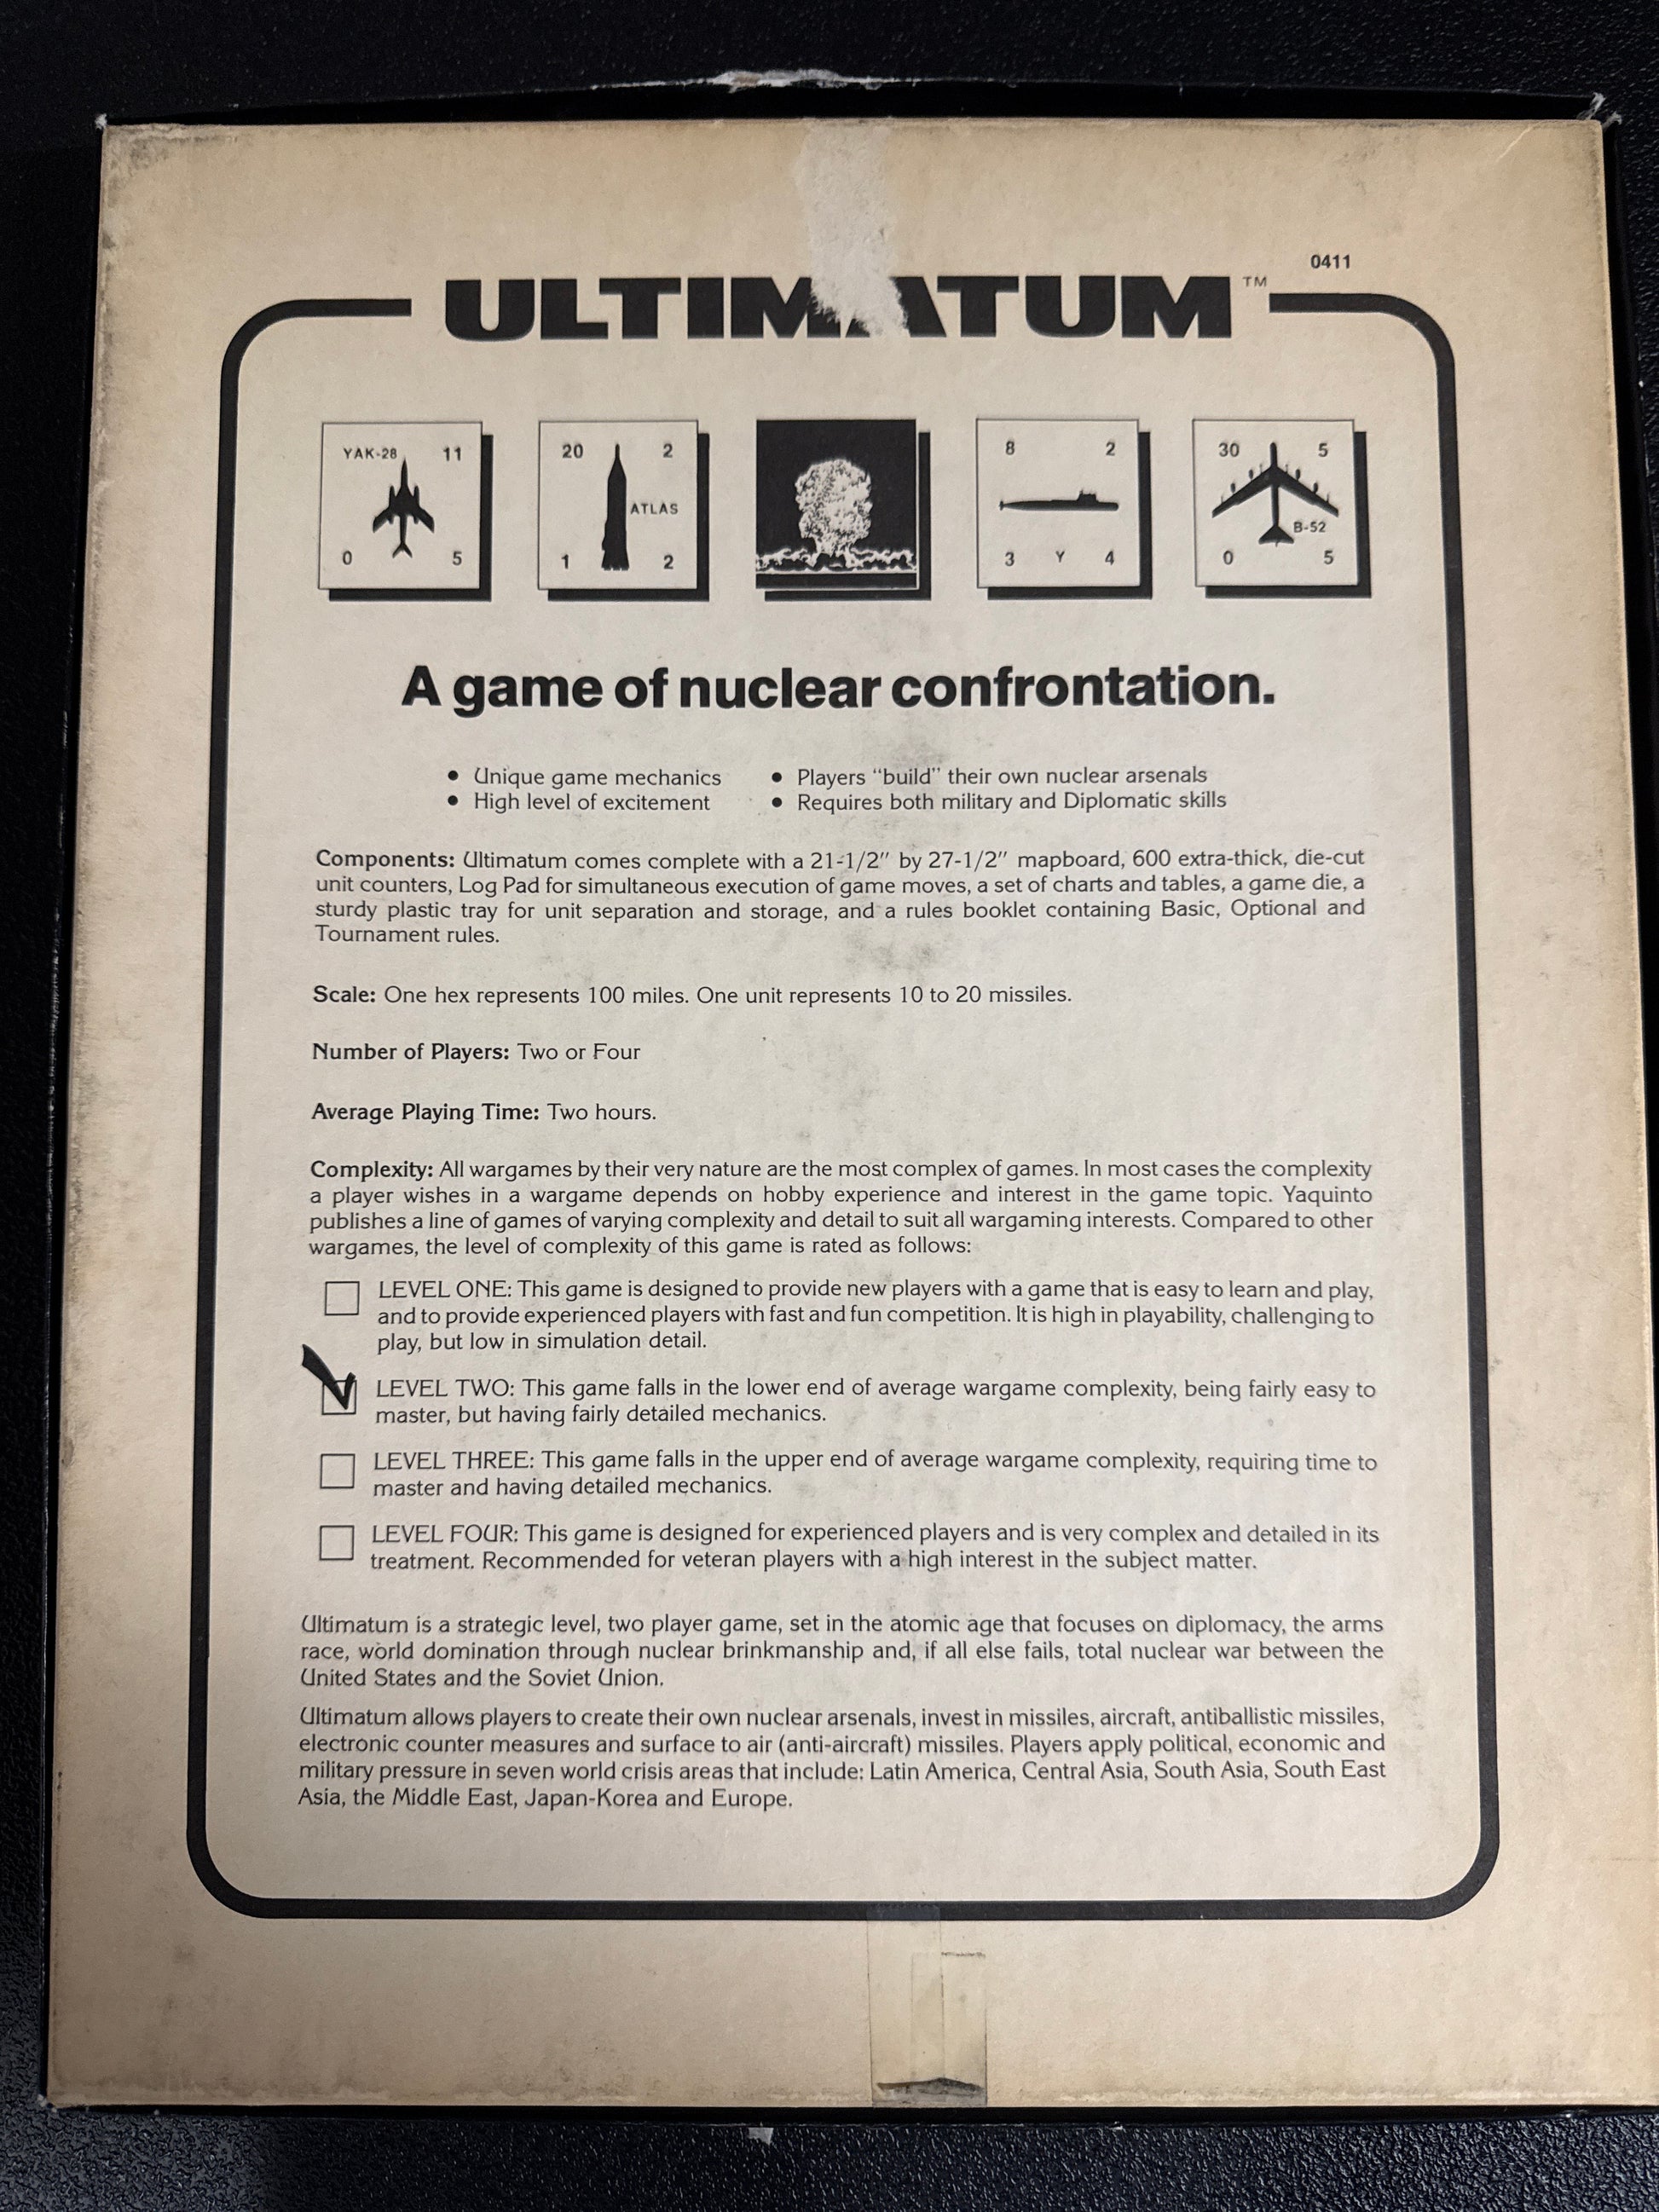 0411
ULTIMATUM™
YAK-28 11
0 5
20 2
ATLAS
1 2
8 2
3 Y 4
30 5
B-52
0 5
A game of nuclear confrontation.
• Unique game mechanics
• High level of excitement
• Players “build” their own nuclear arsenals
• Requires both military and Diplomatic skills
Components: Ultimatum comes complete with a 21-1/2″ by 27-1/2″ mapboard, 600 extra-thick, die-cut
unit counters, Log Pad for simultaneous execution of game moves, a set of charts and tables, a game die, a
sturdy plastic tray for unit separation and storage, and a rules booklet containing Basic, Optional and
Tournament rules.
Scale: One hex represents 100 miles. One unit represents 10 to 20 missiles.
Number of Players: Two or Four
Average Playing Time: Two hours.
Complexity: All wargames by their very nature are the most complex of games. In most cases the complexity
a player wishes in a wargame depends on hobby experience and interest in the game topic. Yaquinto
publishes a line of games of varying complexity and detail to suit all wargaming interests. Compared to other
wargames, the level of complexity of this game is rated as follows:
LEVEL ONE: This game is designed to provide new players with a game that is easy to learn and play,
and to provide experienced players with fast and fun competition. It is high in playability, challenging to
play, but low in simulation detail.
LEVEL TWO: This game falls in the lower end of average wargame complexity, being fairly easy to
master, but having fairly detailed mechanics.
LEVEL THREE: This game falls in the upper end of average wargame complexity, requiring time to
master and having detailed mechanics.
LEVEL FOUR: This game is designed for experienced players and is very complex and detailed in its
treatment. Recommended for veteran players with a high interest in the subject matter.
Ultimatum is a strategic level, two player game, set in the atomic age that focuses on diplomacy, the arms
race, world domination through nuclear brinkmanship and, if all else fails, total nuclear war between the
United States and the Soviet Union.
Ultimatum allows players to create their own nuclear arsenals, invest in missiles, aircraft, antiballistic missiles,
electronic counter measures and surface to air (anti-aircraft) missiles. Players apply political, economic and
military pressure in seven world crisis areas that include: Latin America, Central Asia, South Asia, South East
Asia, the Middle East, Japan-Korea and Europe.